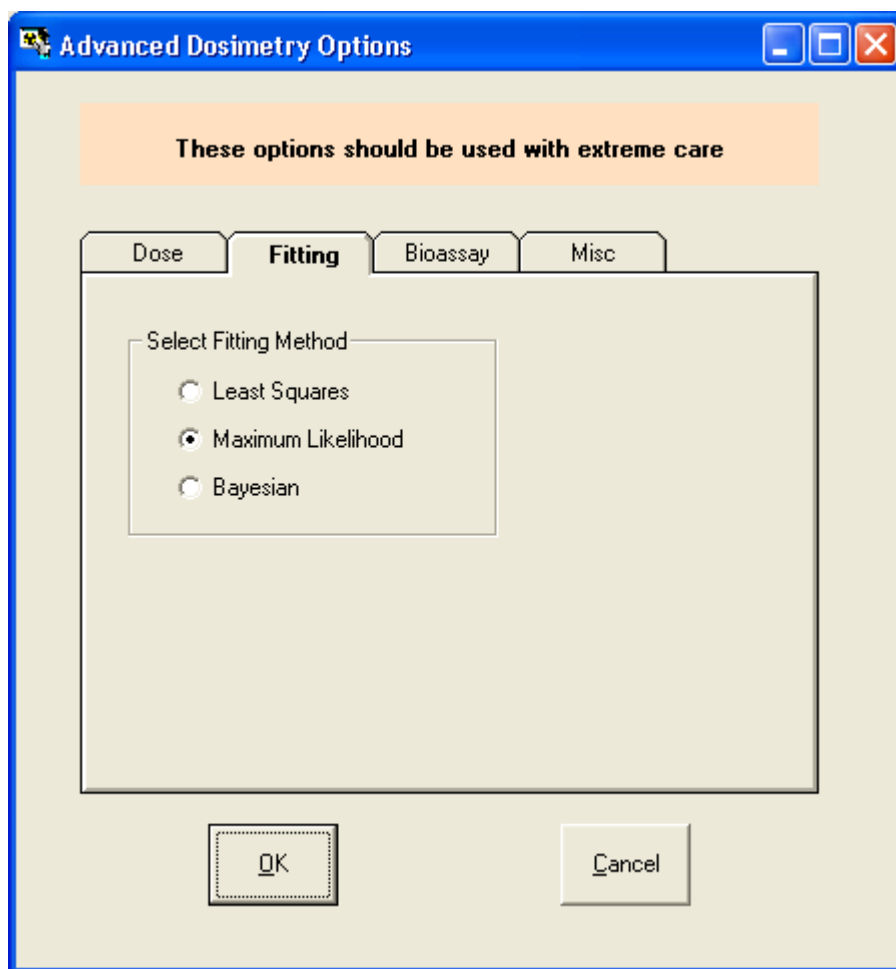 Advanced Dosimetry Options
These options should be used with extreme care
Dose Fitting Bioassay Misc
Select Fitting Method
Least Squares
Maximum Likelihood
Bayesian
OK Cancel